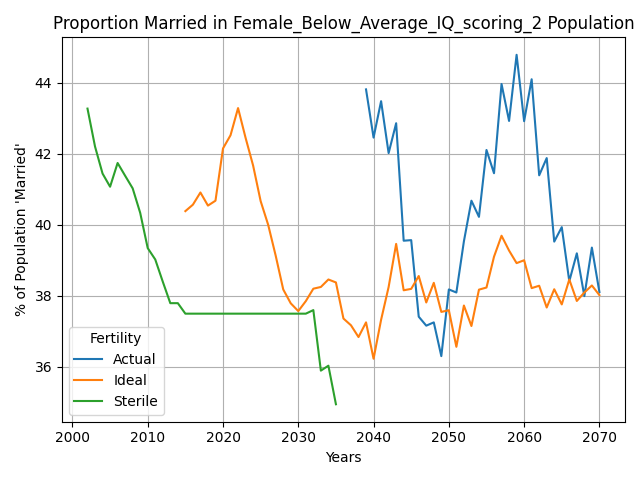 Proportion Married in Female_Below_Average_IQ_scoring_2 Population
% of Population 'Married'
44
42
40
38
36
Fertility
Actual
Ideal
Sterile
2000 2010 2020 2030 2040 2050 2060 2070
Years